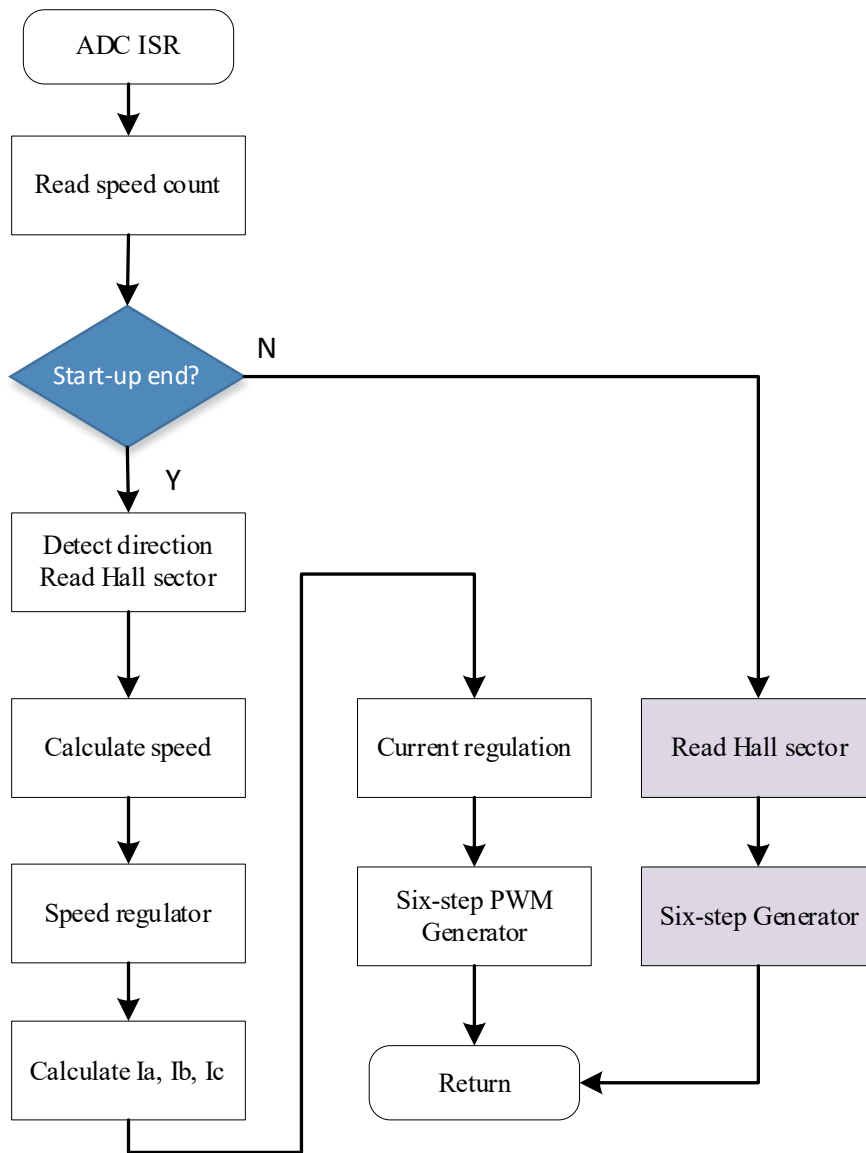 ADC ISR
Read speed count
Start-up end?
N
Y
Detect direction
Read Hall sector
Calculate speed
Speed regulator
Calculate Ia, Ib, Ic
Current regulation
Six-step PWM
Generator
Return
Read Hall sector
Six-step Generator